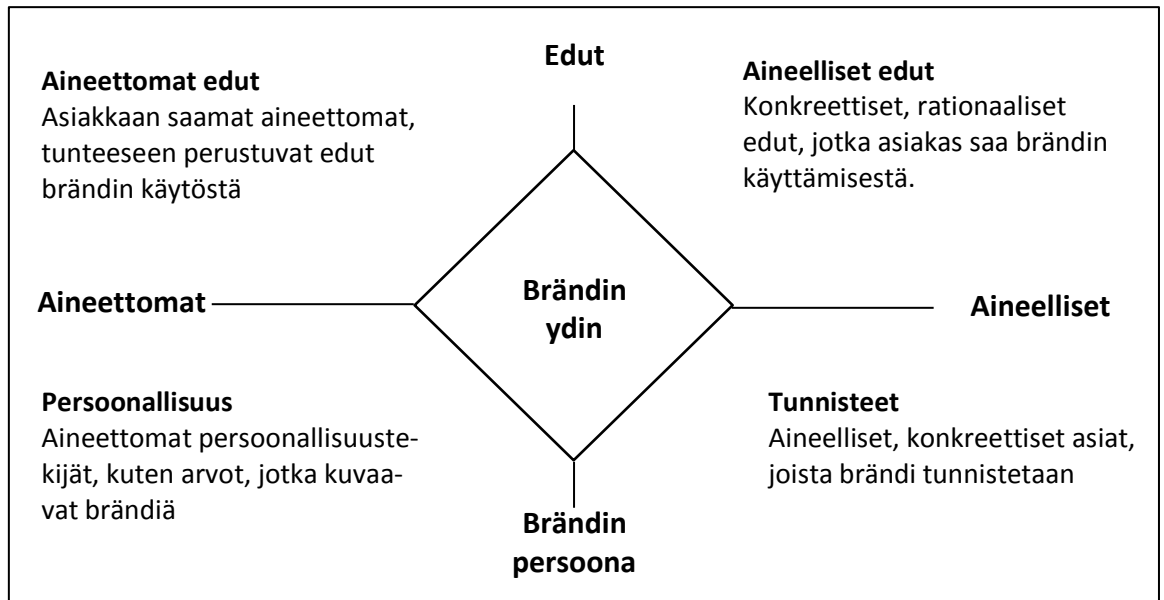 Edut
Aineettomat edut
Asiakkaan saamat aineettomat,
tunteeseen perustuvat edut
brändin käytöstä
Aineelliset edut
Konkreettiset, rationaaliset
edut, jotka asiakas saa brändin
käyttämisestä.
Aineettomat
Brändin
ydin
Aineelliset
Persoonallisuus
Aineettomat persoonallisuuste-
kijät, kuten arvot, jotka kuvaa-
vat brändiä
Tunnisteet
Aineelliset, konkreettiset asiat,
joista brändi tunnistetaan
Brändin
persoona